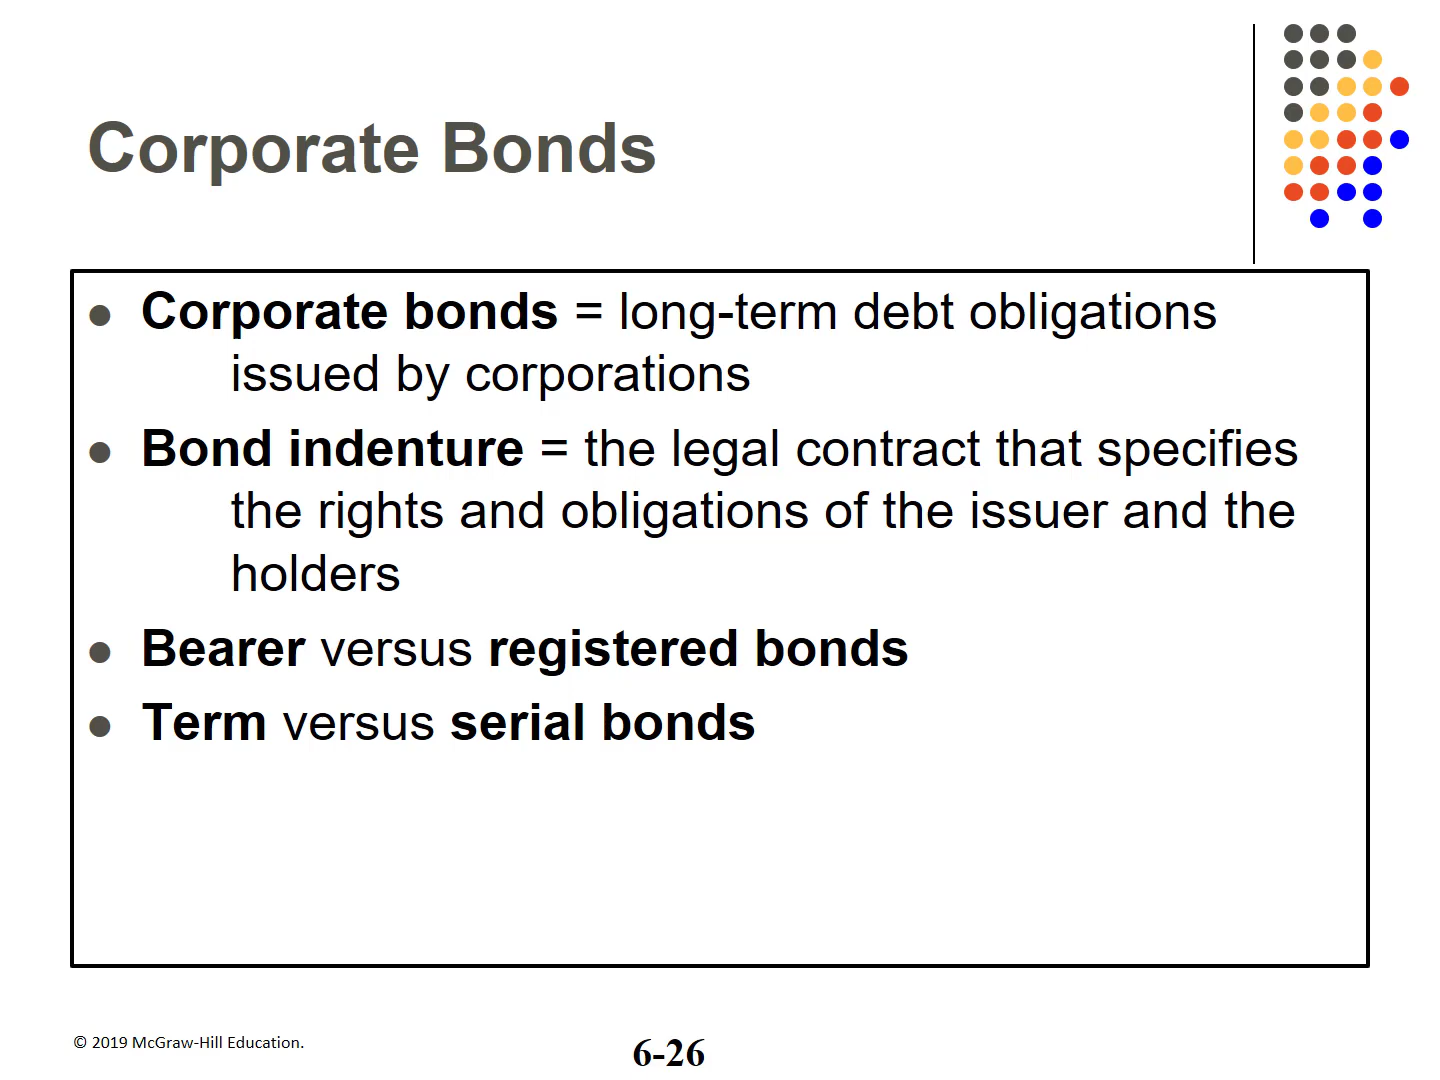 Corporate Bonds
● Corporate bonds = long-term debt obligations
issued by corporations
● Bond indenture = the legal contract that specifies
the rights and obligations of the issuer and the
holders
● Bearer versus registered bonds
● Term versus serial bonds
© 2019 McGraw-Hill Education.
6-26